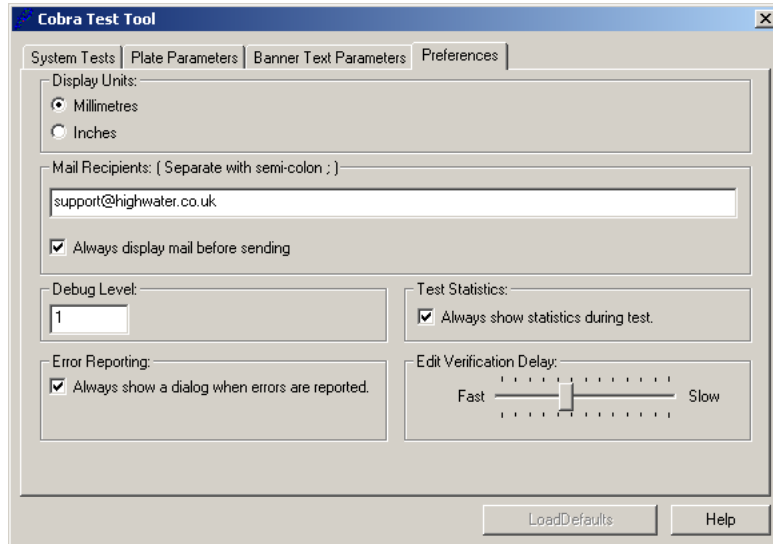 Cobra Test Tool
System Tests Plate Parameters Banner Text Parameters Preferences
Display Units:
Millimetres
Inches
Mail Recipients: ( Separate with semi-colon ; )
support@highwater.co.uk
Always display mail before sending
Debug Level:
1
Test Statistics:
Always show statistics during test.
Error Reporting:
Always show a dialog when errors are reported.
Edit Verification Delay:
Fast Slow
LoadDefaults Help